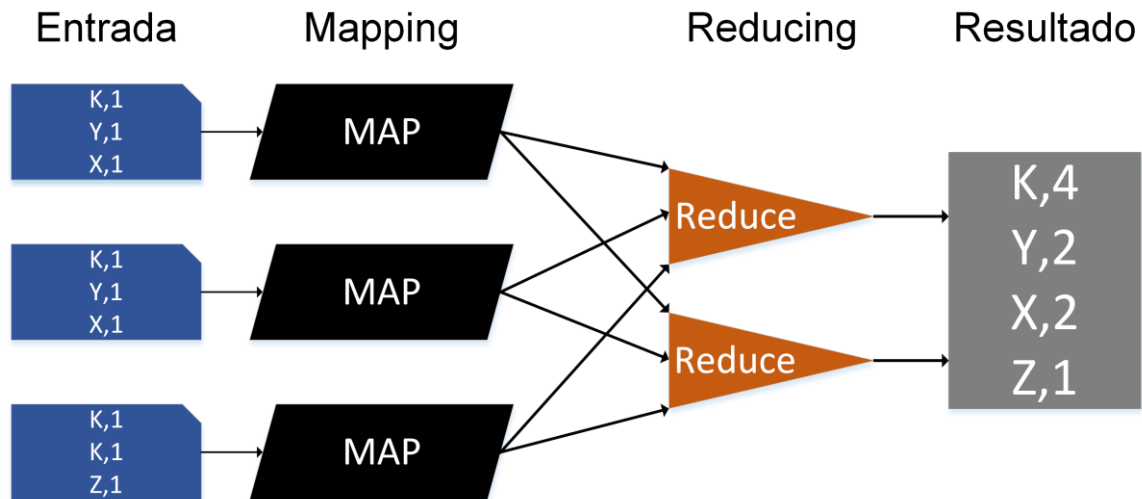 Entrada
Mapping
Reducing
Resultado
K,1
Y,1
X,1
MAP
K,1
Y,1
X,1
MAP
K,1
K,1
Z,1
MAP
Reduce
Reduce
K,4
Y,2
X,2
Z,1